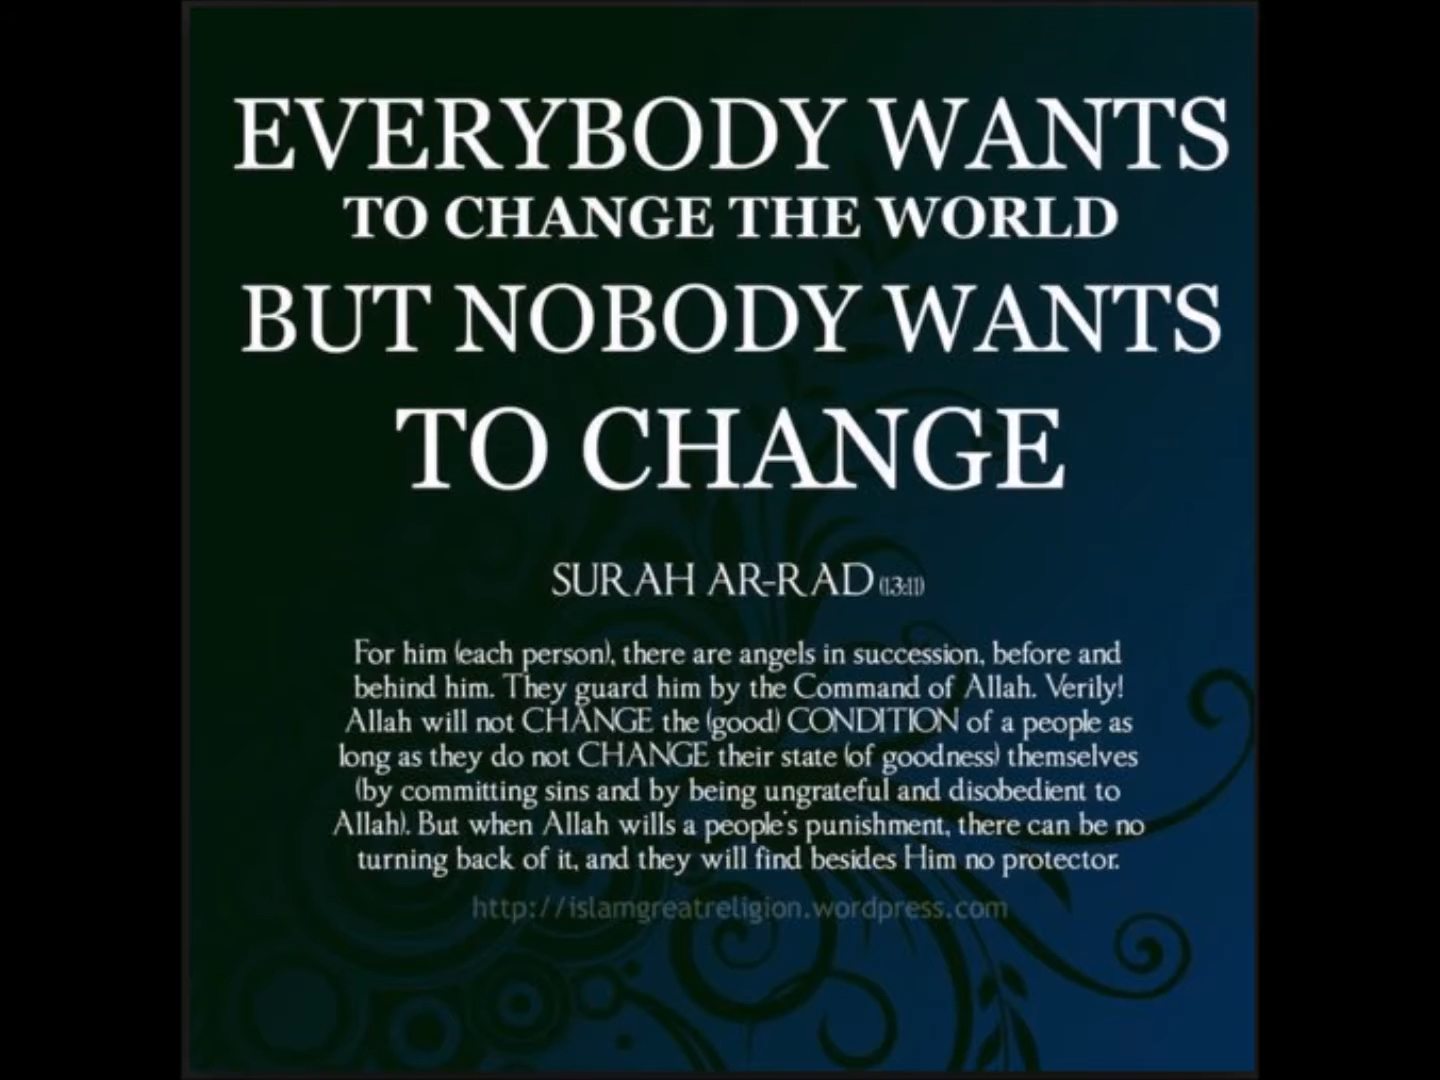 EVERYBODY WANTS
TO CHANGE THE WORLD
BUT NOBODY WANTS
TO CHANGE
SURAH AR-RAD (13:11)
For him (each person), there are angels in succession, before and
behind him. They guard him by the Command of Allah. Verily!
Allah will not CHANGE the (good) CONDITION of a people as
long as they do not CHANGE their state (of goodness) themselves
(by committing sins and by being ungrateful and disobedient to
Allah). But when Allah wills a people's punishment, there can be no
turning back of it, and they will find besides Him no protector.
http://islamgreatreligion.wordpress.com